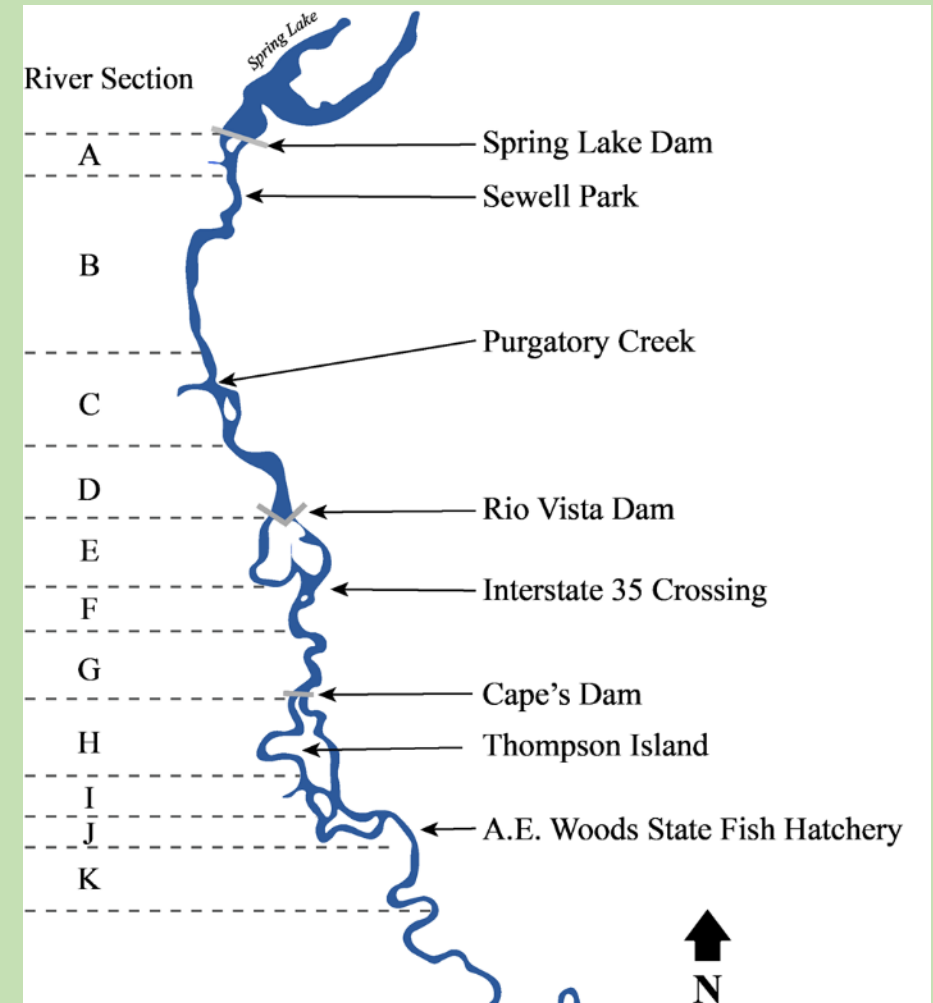 Spring Lake
River Section
Spring Lake Dam
A
Sewell Park
B
Purgatory Creek
C
D
Rio Vista Dam
E
Interstate 35 Crossing
F
G
Cape's Dam
H
Thompson Island
I
J
A.E. Woods State Fish Hatchery
K
N